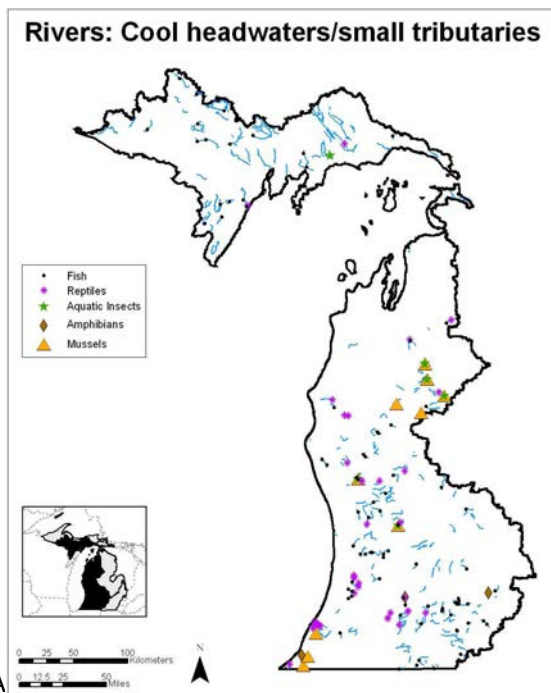 Rivers: Cool headwaters/small tributaries
Fish
Reptiles
Aquatic Insects
Amphibians
Mussels
N
0 25 50 100
Kilometers
0 12.5 25 50
Miles
A